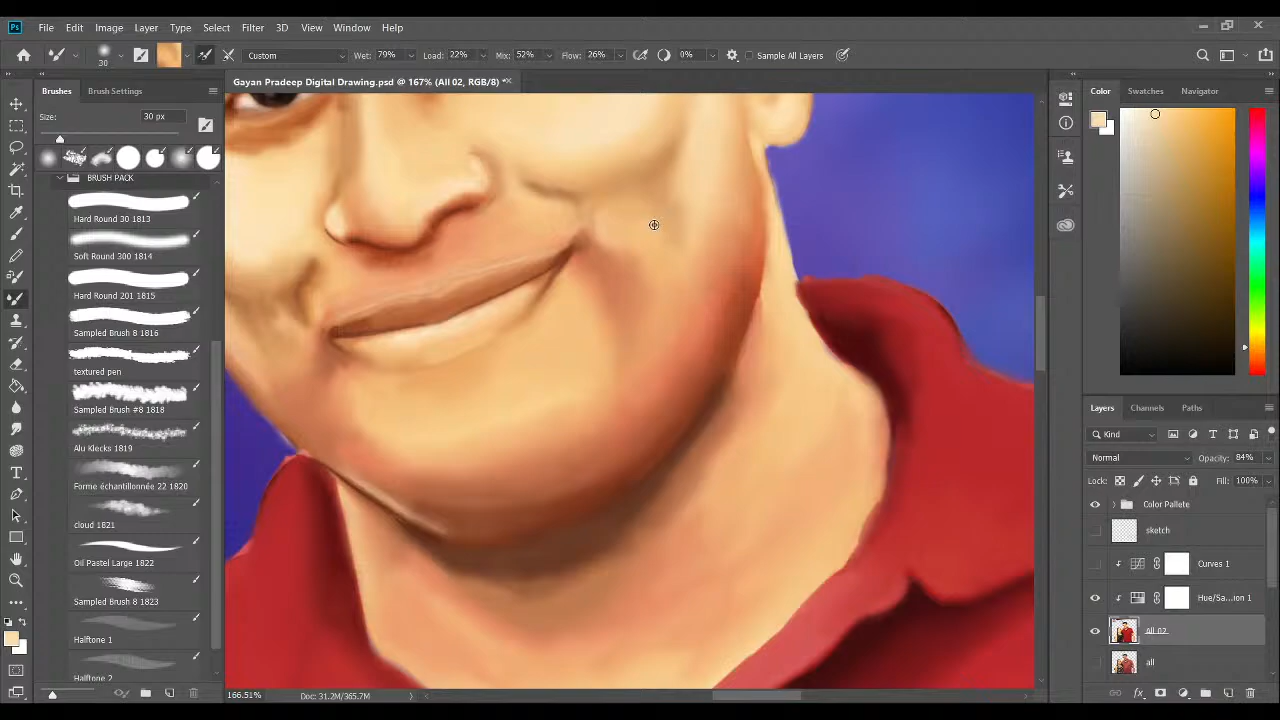 Ps File Edit Image Layer Type Select Filter 3D View Window Help
30 Custom Wet: 79% Load: 22% Mix: 52% Flow: 26% 0% Sample All Layers
Gayan Pradeep Digital Drawing.psd @ 167% (All 02, RGB/8) *
Brushes Brush Settings
Size: 30 px
BRUSH PACK
Hard Round 30 1813
Soft Round 300 1814
Hard Round 201 1815
Sampled Brush 8 1816
textured pen
Sampled Brush #8 1818
Alu Klecks 1819
Forme échantillonnée 22 1820
cloud 1821
Oil Pastel Large 1822
Sampled Brush 8 1823
Halftone 1
Halftone 2
Color Swatches Navigator
Layers Channels Paths
Kind
Normal Opacity: 84%
Lock: Fill: 100%
Color Pallete
sketch
Curves 1
Hue/Sa...ion 1
All 02
all
166.51% Doc: 31.2M/365.7M